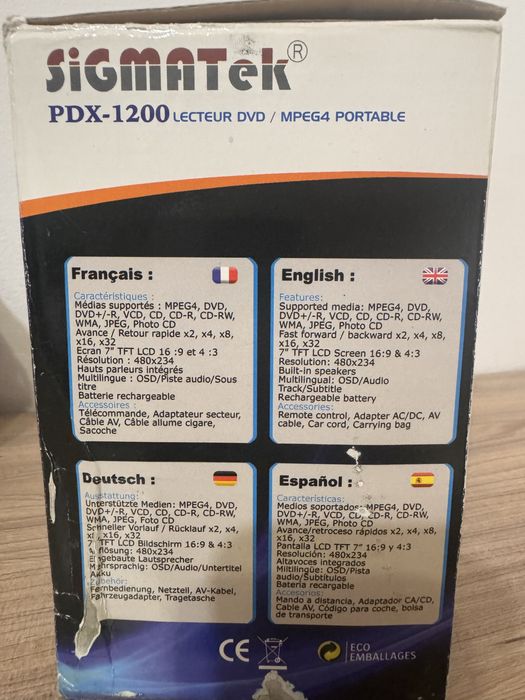 SiGMATek®
PDX-1200 LECTEUR DVD / MPEG4 PORTABLE
Français :
Caractéristiques :
Médias supportés : MPEG4, DVD,
DVD+/-R, VCD, CD, CD-R, CD-RW,
WMA, JPEG, Photo CD
Avance / Retour rapide x2, x4, x8,
x16, x32
Ecran 7" TFT LCD 16 :9 et 4 :3
Résolution : 480x234
Hauts parleurs intégrés
Multilingue : OSD/Piste audio/Sous
titre
Batterie rechargeable
Accessoires :
Télécommande, Adaptateur secteur,
Câble AV, Câble allume cigare,
Sacoche
English :
Features:
Supported media: MPEG4, DVD,
DVD+/-R, VCD, CD, CD-R, CD-RW,
WMA, JPEG, Photo CD
Fast forward / backward x2, x4, x8,
x16, x32
7" TFT LCD Screen 16:9 & 4:3
Resolution: 480x234
Built-in speakers
Multilingual: OSD/Audio
Track/Subtitle
Rechargeable battery
Accessories:
Remote control, Adapter AC/DC, AV
cable, Car cord, Carrying bag
Deutsch :
Ausstattung:
Unterstützte Medien: MPEG4, DVD,
DVD+/-R, VCD, CD, CD-R, CD-RW,
WMA, JPEG, Foto CD
Schneller Vorlauf / Rücklauf x2, x4,
x16, x32
7" TFT LCD Bildschirm 16:9 & 4:3
480x234
Lautsprecher
OSD/Audio/Untertitel
Zubehör:
Fernbedienung, Netzteil, AV-Kabel,
Fahrzeugadapter, Tragetasche
Español :
Características:
Medios soportados: MPEG4, DVD,
DVD+/-R, VCD, CD, CD-R, CD-RW,
WMA, JPEG, Photo CD
Avance/retroceso rápidos x2, x4, x8,
x16, x32
Pantalla LCD TFT 7" 16:9 y 4:3
Resolución: 480x234
Altavoces integrados
Multilingüe: OSD/Pista
audio/Subtítulos
Batería recargable
Accesorios:
Mando a distancia, Adaptador CA/CD,
Cable AV, Código para coche, bolsa
de transporte
CE
ECO
EMBALLAGES